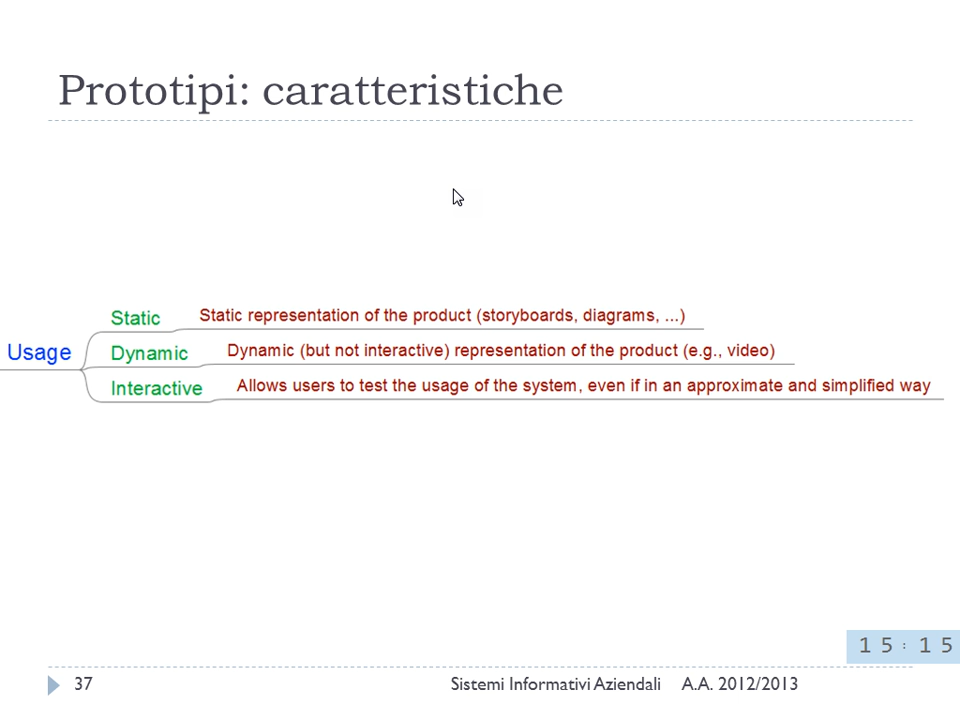 Prototipi: caratteristiche
Static
Static representation of the product (storyboards, diagrams, ...)
Usage
Dynamic
Dynamic (but not interactive) representation of the product (e.g., video)
Interactive
Allows users to test the usage of the system, even if in an approximate and simplified way
15:15
37
Sistemi Informativi Aziendali
A.A. 2012/2013